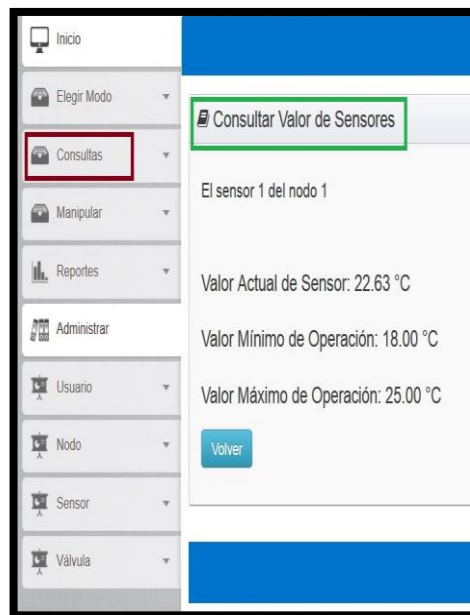 Inicio
Elegir Modo
Consultas
Manipular
Reportes
Administrar
Usuario
Nodo
Sensor
Válvula
Consultar Valor de Sensores
El sensor 1 del nodo 1
Valor Actual de Sensor: 22.63 °C
Valor Mínimo de Operación: 18.00 °C
Valor Máximo de Operación: 25.00 °C
Volver